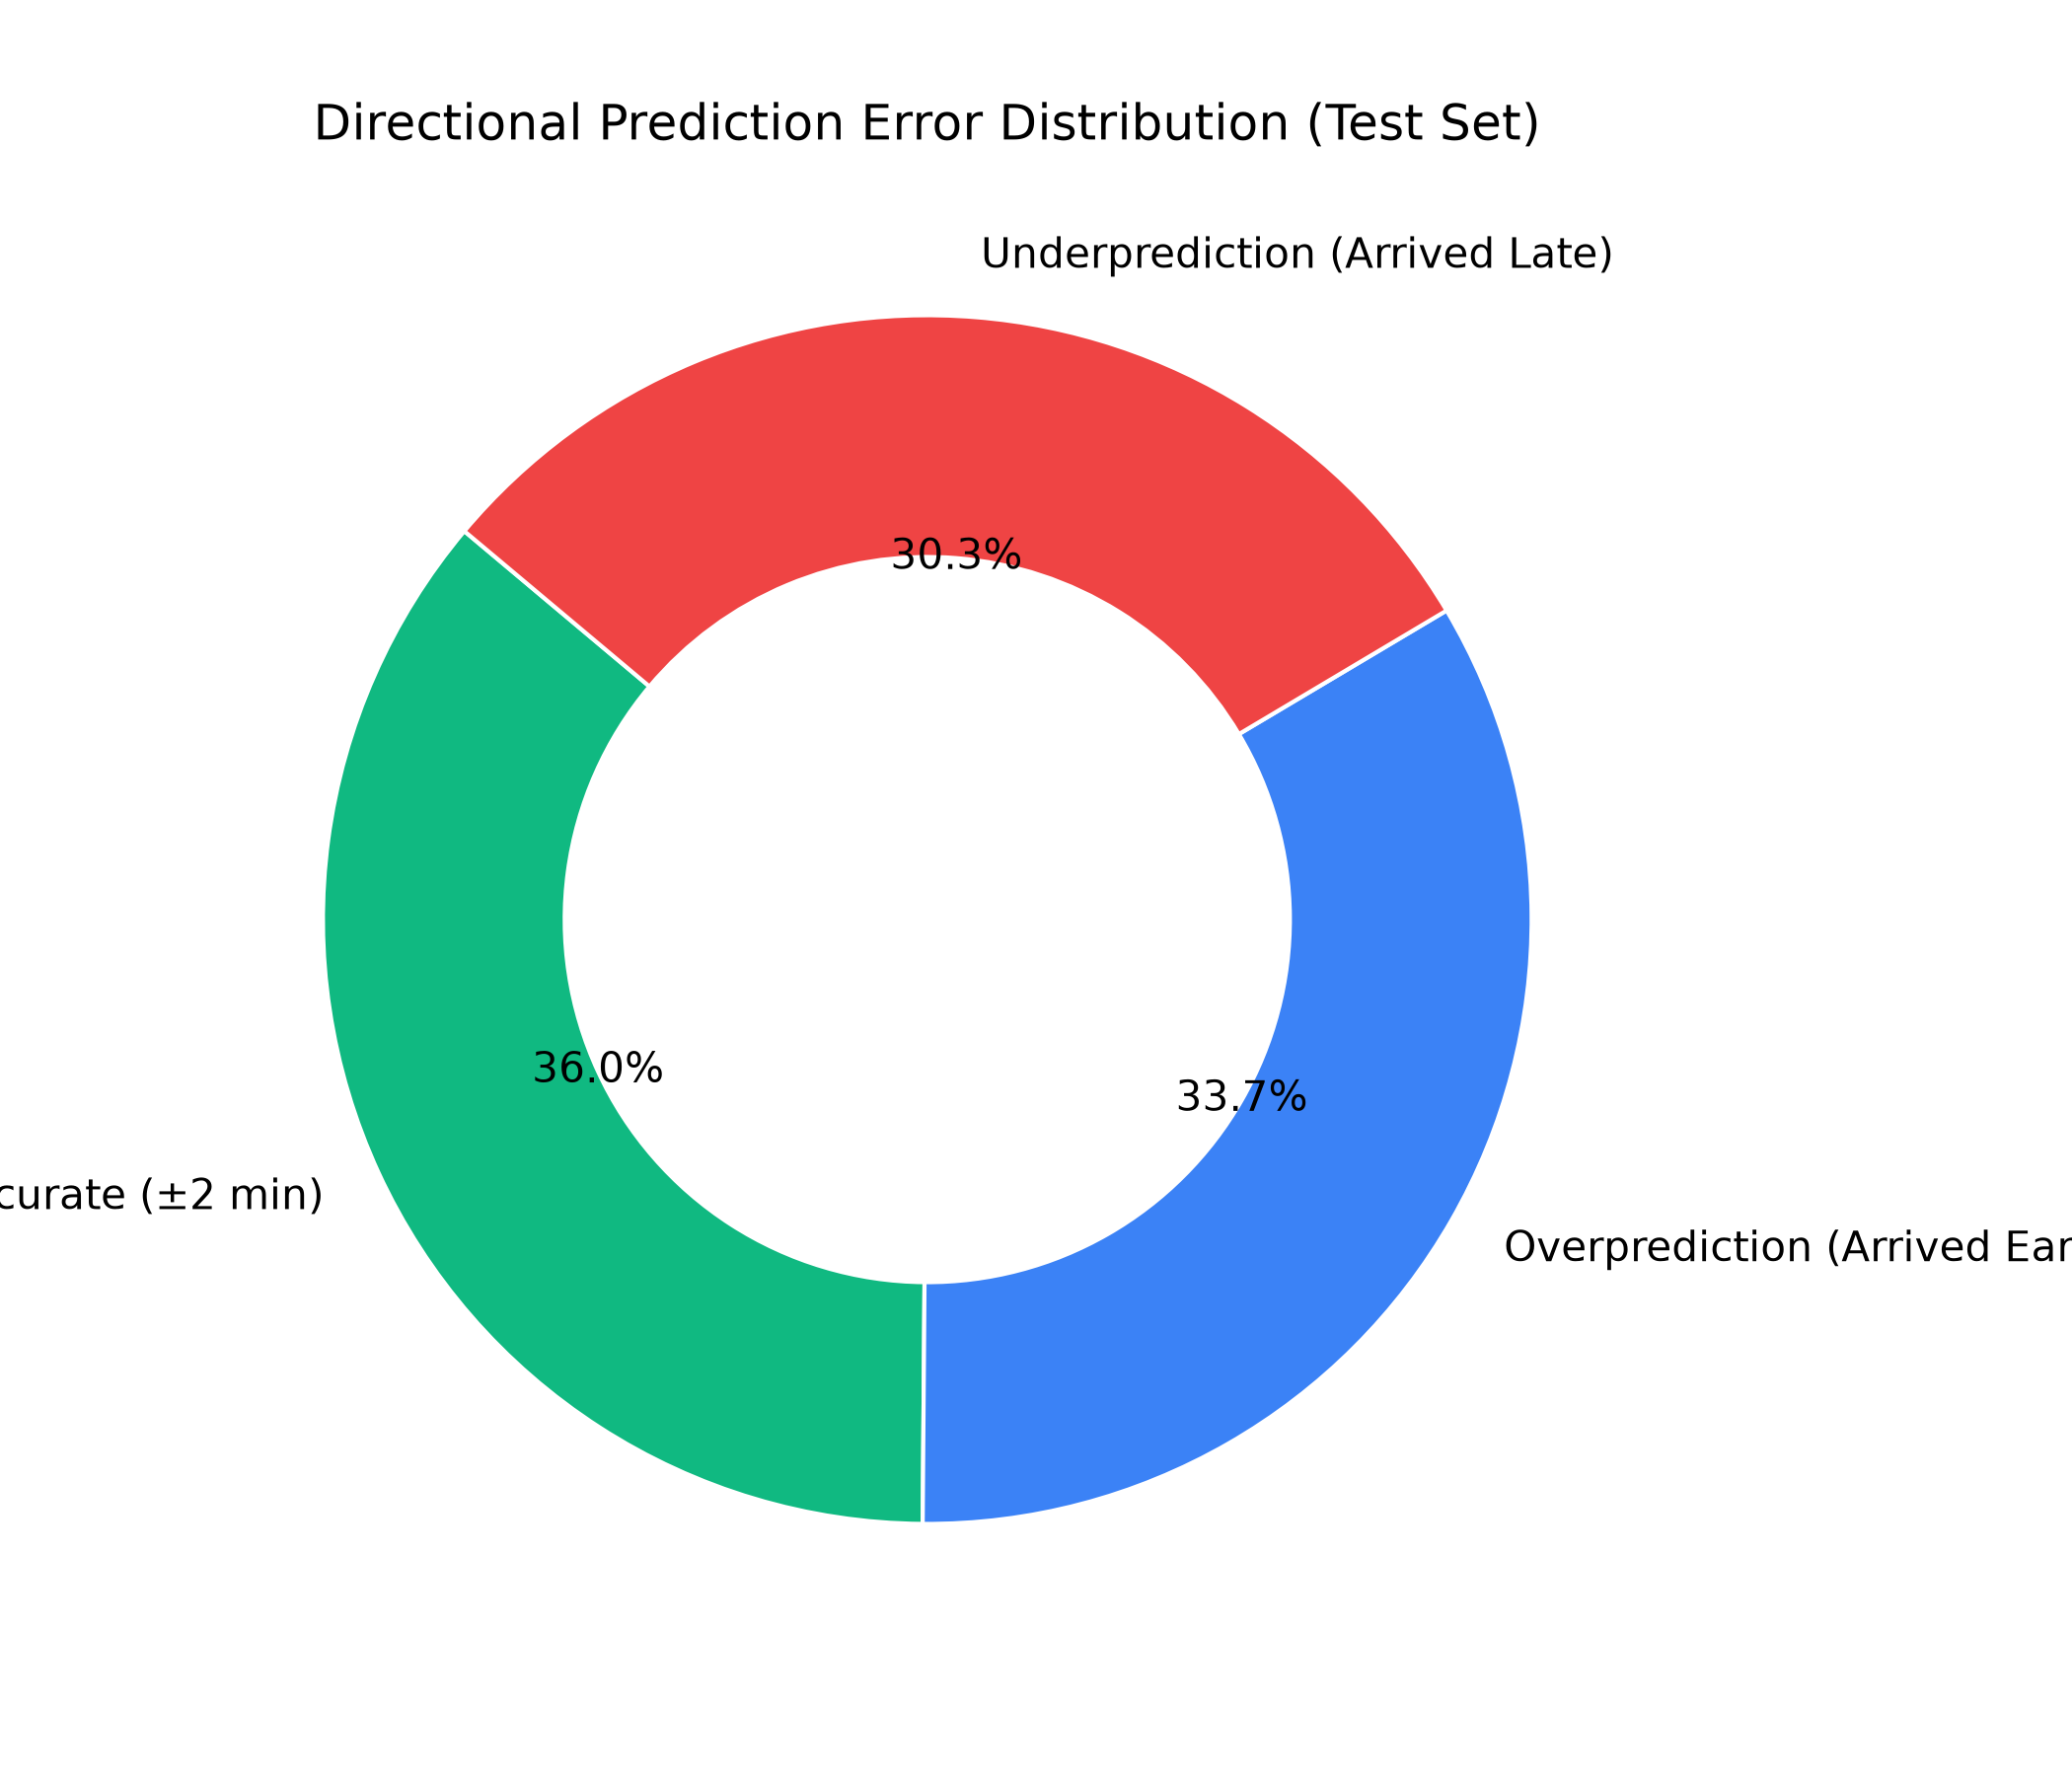 Directional Prediction Error Distribution (Test Set)
Underprediction (Arrived Late)
30.3%
36.0%
33.7%
curate (±2 min)
Overprediction (Arrived Ear